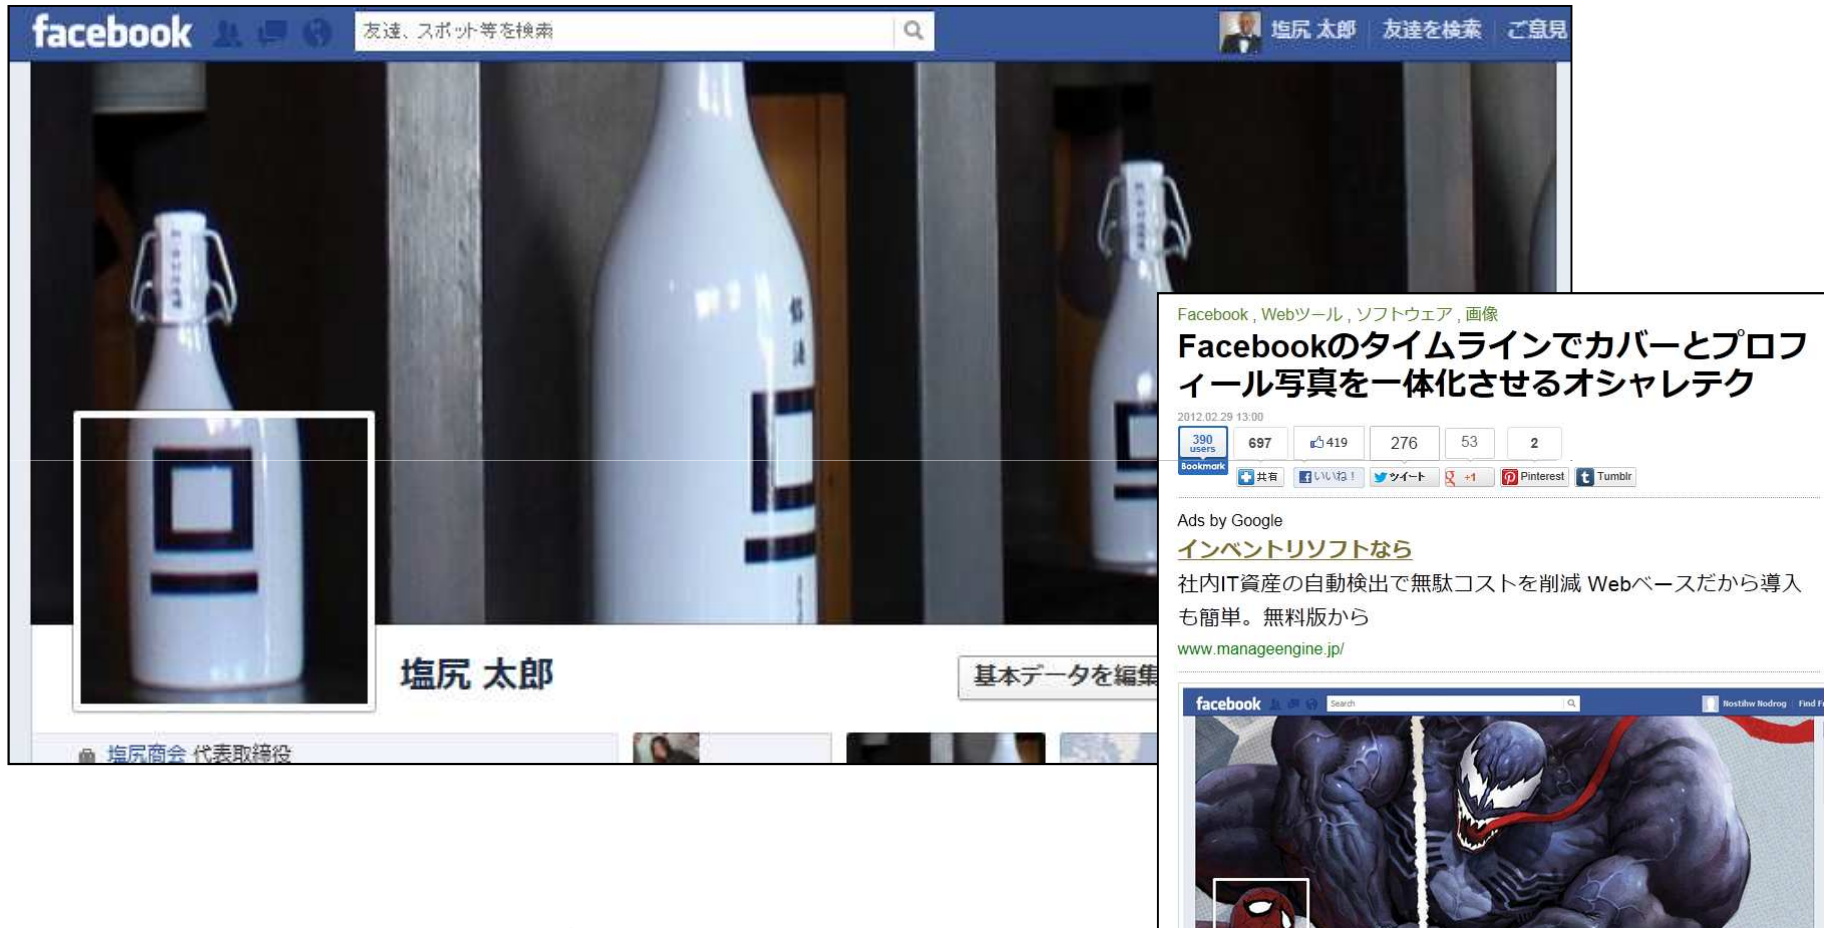 facebook
友達、スポット等を検索
塩尻 太郎
友達を検索
ご意見
塩尻 太郎
基本データを編集
塩尻商会 代表取締役
Facebook , Webツール , ソフトウェア , 画像
Facebookのタイムラインでカバーとプロフ
ィール写真を一体化させるオシャレテク
2012.02.29 13:00
390 users
697
419
276
53
2
Bookmark
共有
いいね！
ツイート
+1
Pinterest
Tumblr
Ads by Google
インベントリソフトなら
社内IT資産の自動検出で無駄コストを削減 Webベースだから導入
も簡単。無料版から
www.manageengine.jp/
facebook
Search
Nostihw Nodrog
Find F